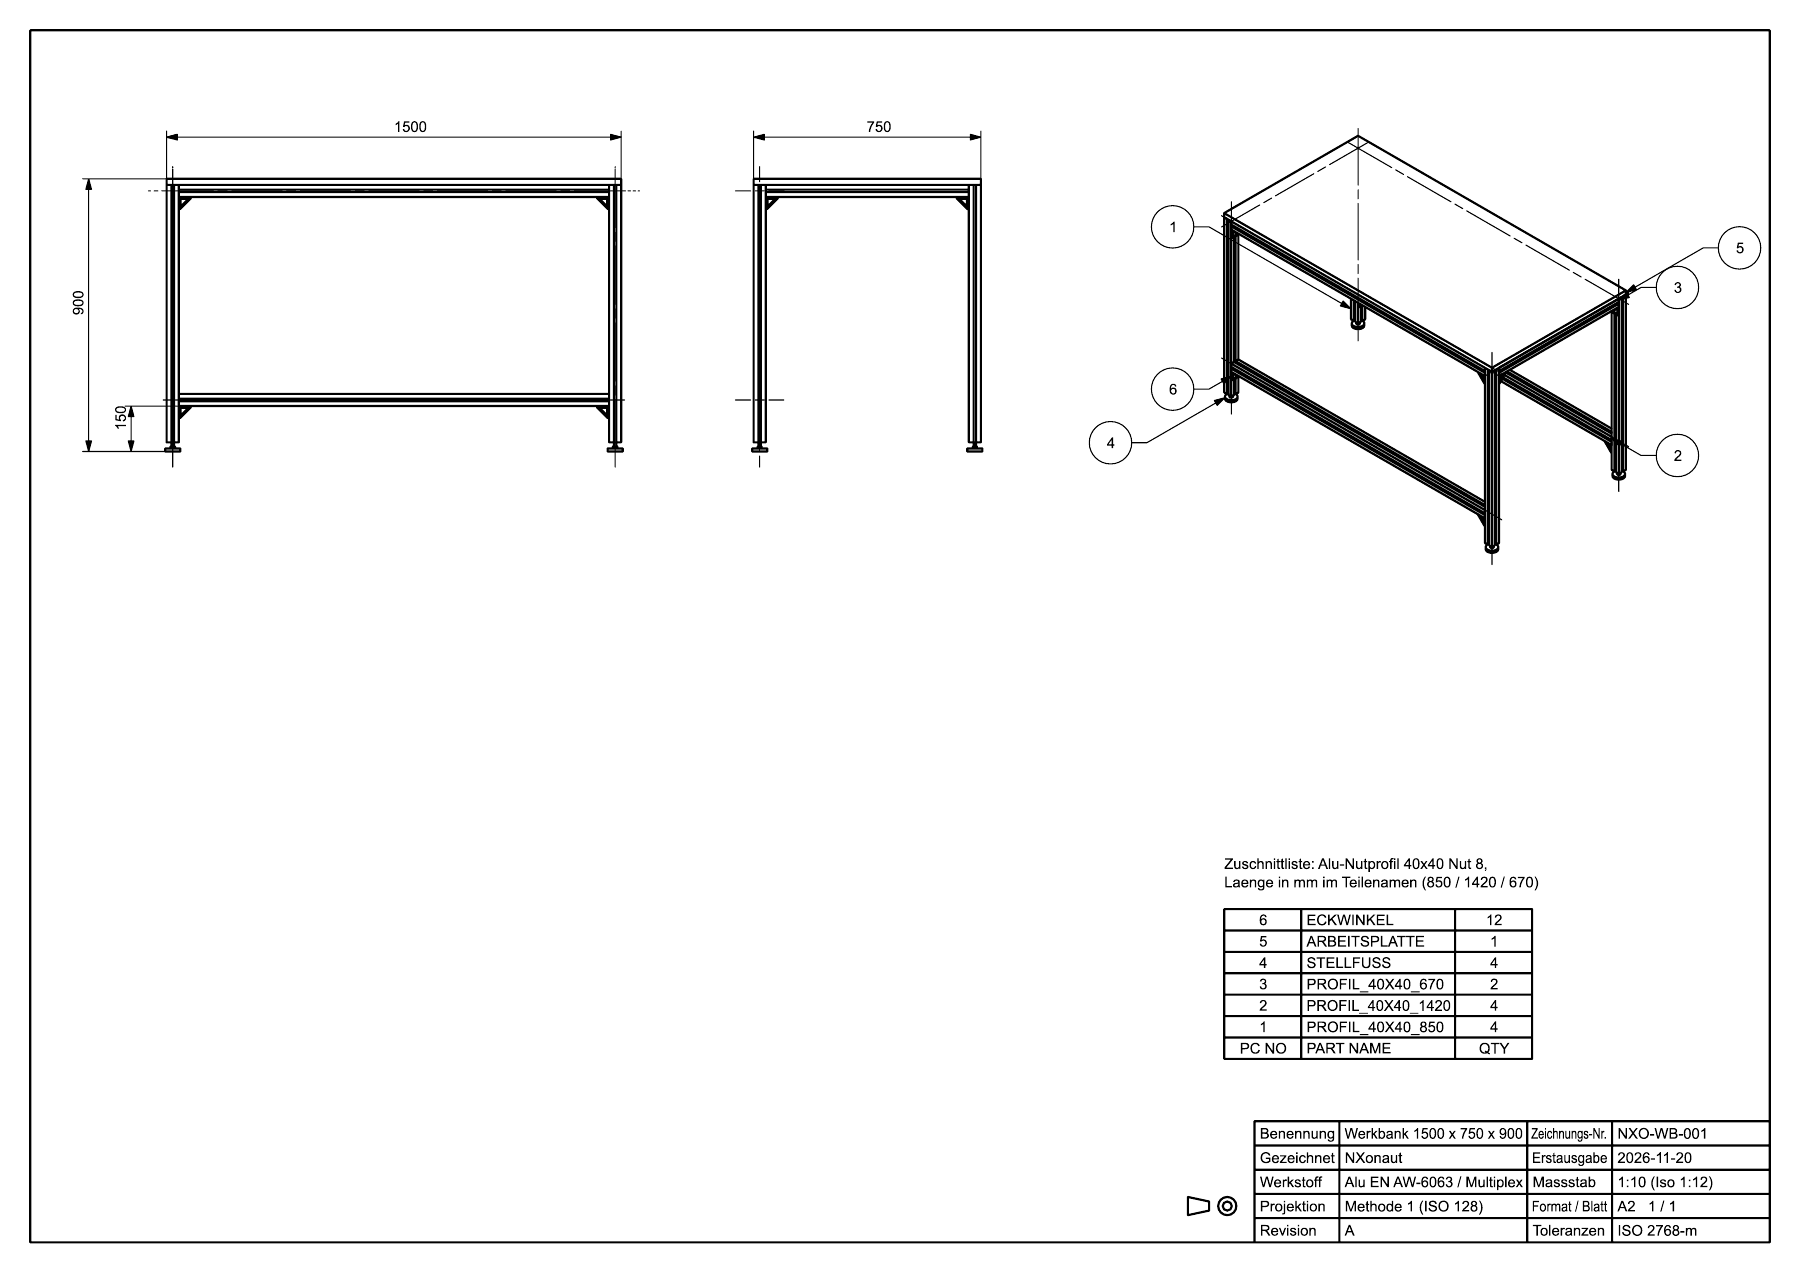 1500
750
900
150
1
5
3
6
4
2
Zuschnittliste: Alu-Nutprofil 40x40 Nut 8,
Laenge in mm im Teilenamen (850 / 1420 / 670)
6 ECKWINKEL 12
5 ARBEITSPLATTE 1
4 STELLFUSS 4
3 PROFIL_40X40_670 2
2 PROFIL_40X40_1420 4
1 PROFIL_40X40_850 4
PC NO PART NAME QTY
Benennung Werkbank 1500 x 750 x 900 Zeichnungs-Nr. NXO-WB-001
Gezeichnet NXonaut Erstausgabe 2026-11-20
Werkstoff Alu EN AW-6063 / Multiplex Massstab 1:10 (Iso 1:12)
Projektion Methode 1 (ISO 128) Format / Blatt A2 1 / 1
Revision A Toleranzen ISO 2768-m